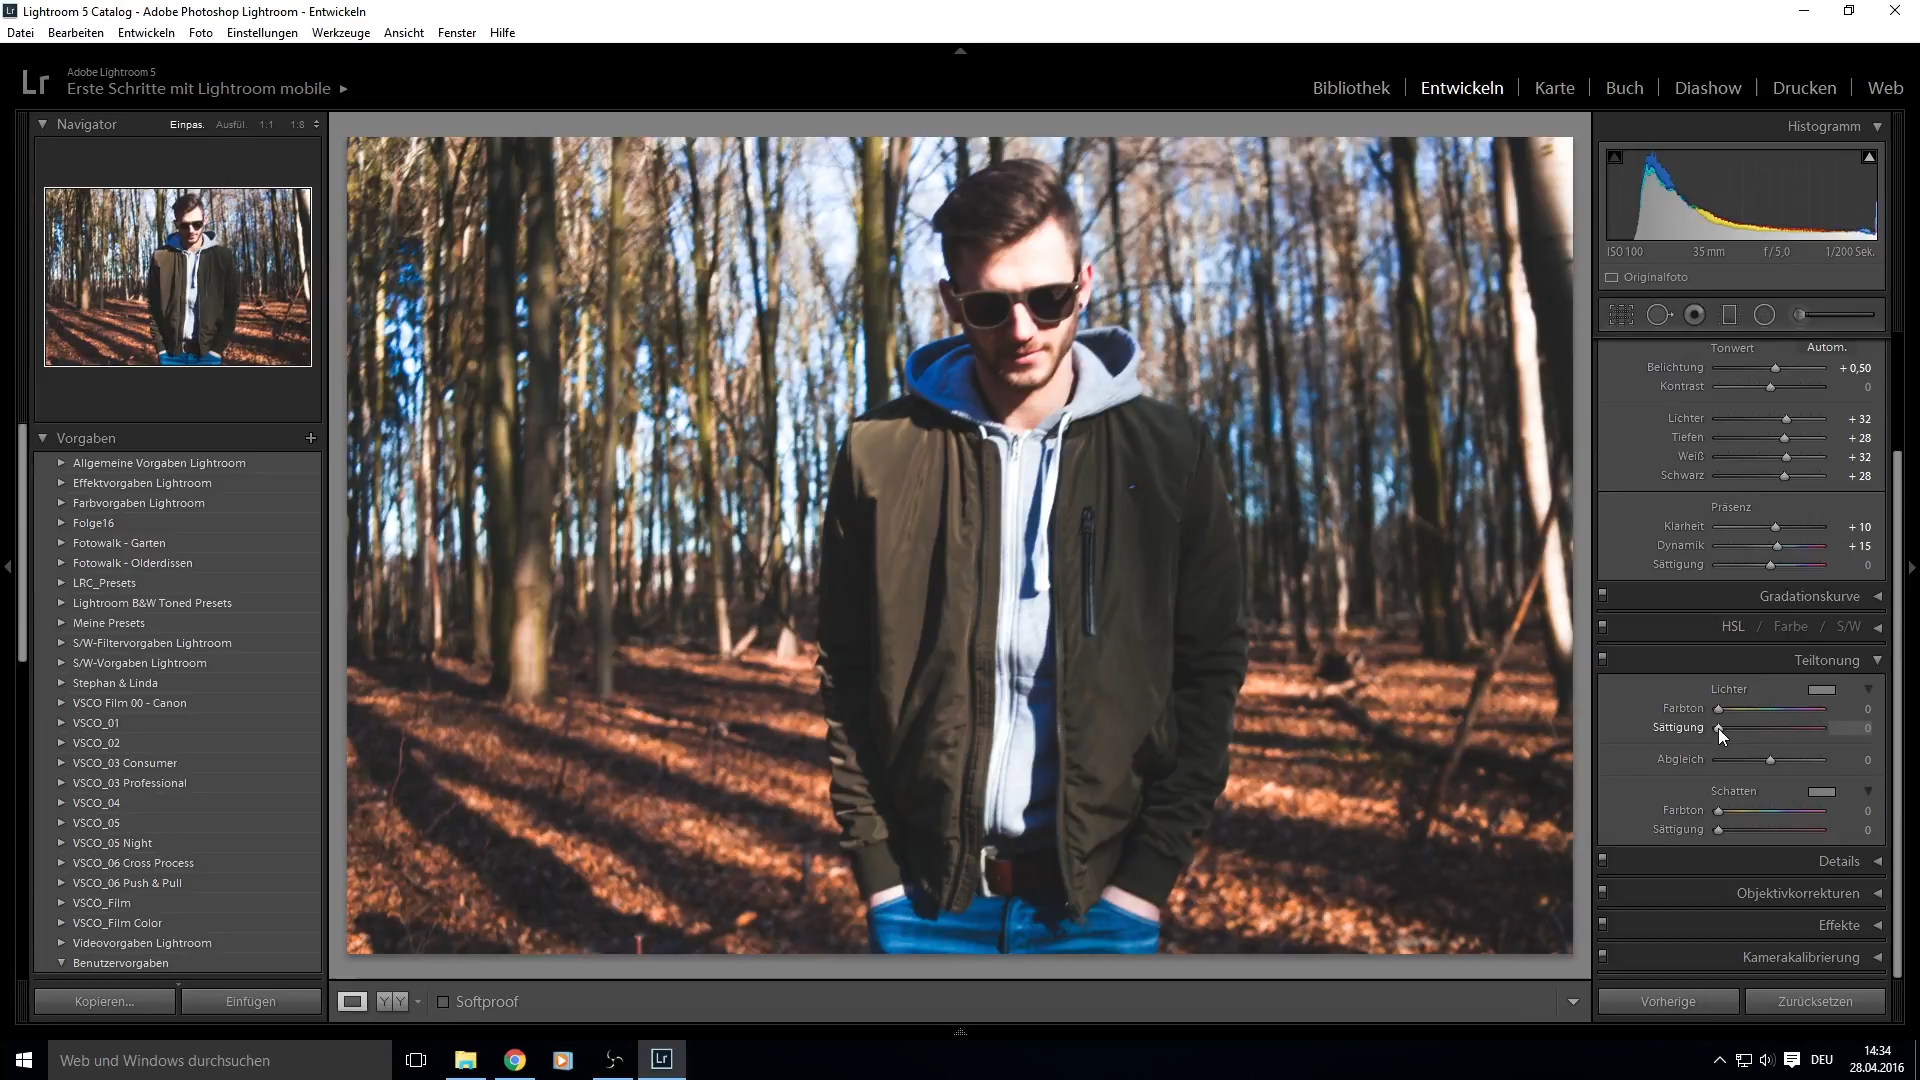 Lightroom 5 Catalog - Adobe Photoshop Lightroom - Entwickeln
Datei Bearbeiten Entwickeln Foto Einstellungen Werkzeuge Ansicht Fenster Hilfe
Lr
Adobe Lightroom 5
Erste Schritte mit Lightroom mobile
Bibliothek Entwickeln Karte Buch Diashow Drucken Web
Navigator Einpas. Ausfül. 1:1 1:8
Vorgaben +
Allgemeine Vorgaben Lightroom
Effektvorgaben Lightroom
Farbvorgaben Lightroom
Folge16
Fotowalk - Garten
Fotowalk - Olderdissen
LRC_Presets
Lightroom B&W Toned Presets
Meine Presets
S/W-Filtervorgaben Lightroom
S/W-Vorgaben Lightroom
Stephan & Linda
VSCO Film 00 - Canon
VSCO_01
VSCO_02
VSCO_03 Consumer
VSCO_03 Professional
VSCO_04
VSCO_05
VSCO_05 Night
VSCO_06 Cross Process
VSCO_06 Push & Pull
VSCO_Film
VSCO_Film Color
Videovorgaben Lightroom
Benutzervorgaben
Kopieren... Einfügen
YY Softproof
Histogramm
ISO 100 35 mm f/5,0 1/200 Sek.
Originalfoto
Tonwert Autom.
Belichtung + 0,50
Kontrast 0
Lichter + 32
Tiefen + 28
Weiß + 32
Schwarz + 28
Präsenz
Klarheit + 10
Dynamik + 15
Sättigung 0
Gradationskurve
HSL / Farbe / S/W
Teiltonung
Lichter
Farbton 0
Sättigung 0
Abgleich 0
Schatten
Farbton 0
Sättigung 0
Details
Objektivkorrekturen
Effekte
Kamerakalibrierung
Vorherige Zurücksetzen
Web und Windows durchsuchen
Lr
DEU
14:34
28.04.2016